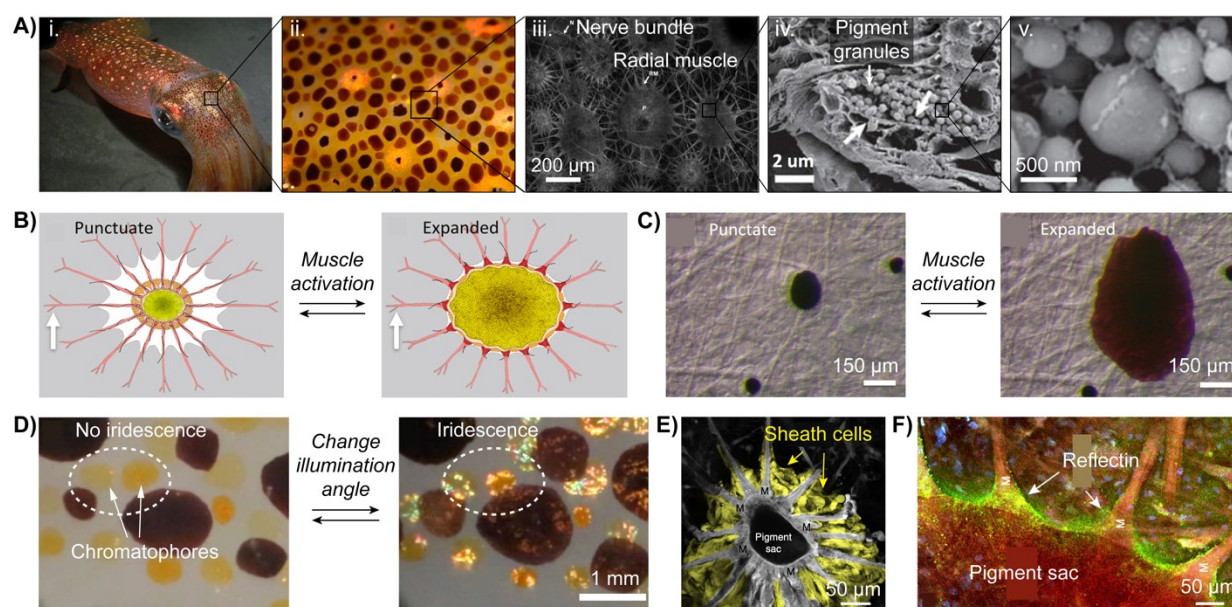 A)
i.
ii.
iii.
N
Nerve bundle
Radial muscle
RM
P
200 µm
iv.
Pigment
granules
2 um
v.
500 nm
B)
Punctuate
Muscle
activation
Expanded
C)
Punctate
150 µm
Muscle
activation
Expanded
150 µm
D)
No iridescence
Chromatophores
Change
illumination
angle
Iridescence
1 mm
E)
Sheath cells
M
M
M
M
M
Pigment
sac
50 µm
F)
Reflectin
M
M
M
Pigment sac
50 µm